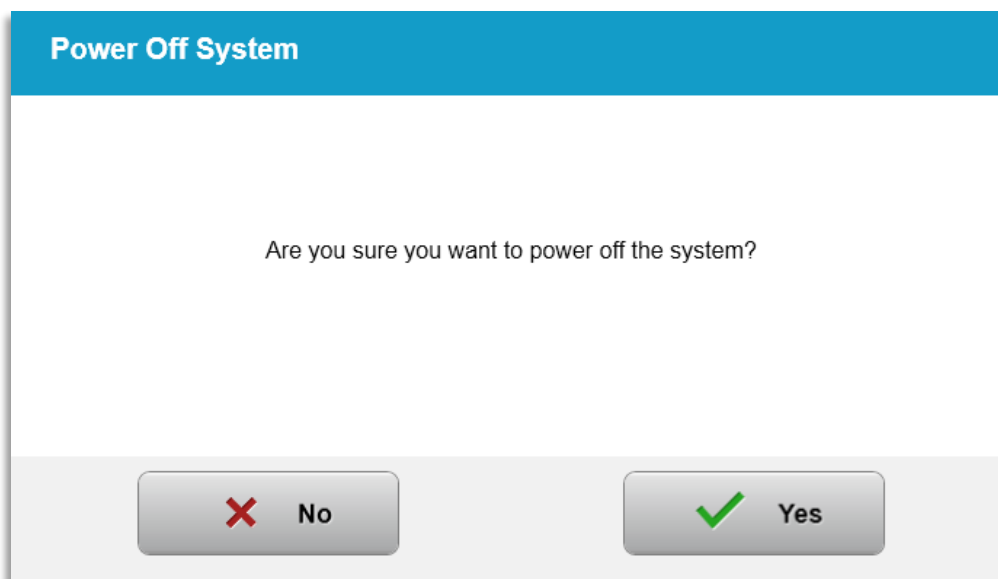 Power Off System
Are you sure you want to power off the system?
No
Yes